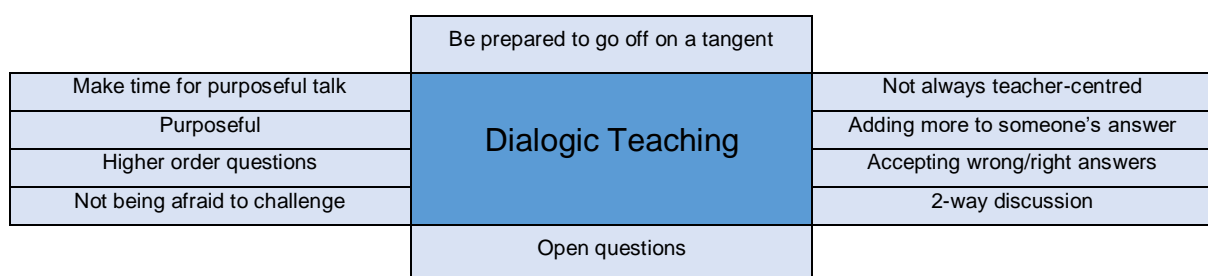 Be prepared to go off on a tangent
Make time for purposeful talk
Purposeful
Higher order questions
Not being afraid to challenge
Dialogic Teaching
Not always teacher-centred
Adding more to someone's answer
Accepting wrong/right answers
2-way discussion
Open questions